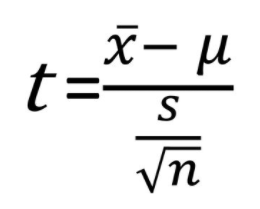 t = (x̄ − μ) / (s / √n)